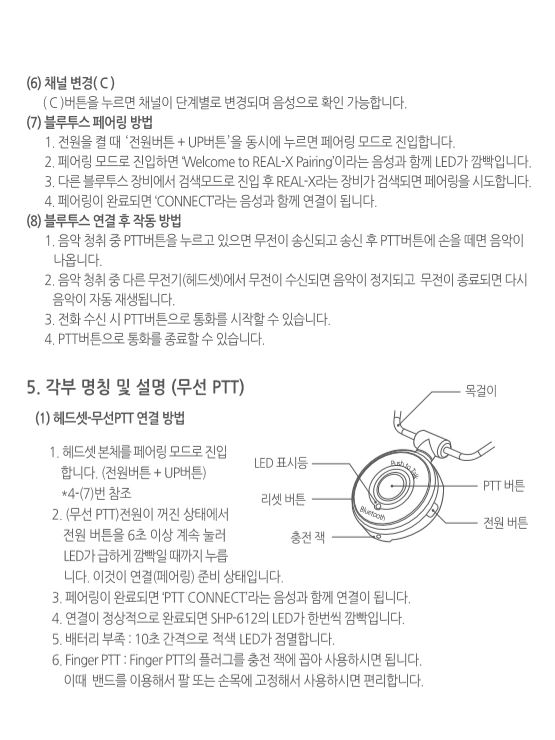 (6) 채널 변경( C )
( C )버튼을 누르면 채널이 단계별로 변경되며 음성으로 확인 가능합니다.
(7) 블루투스 페어링 방법
1. 전원을 켤 때 ‘전원버튼 + UP버튼’을 동시에 누르면 페어링 모드로 진입합니다.
2. 페어링 모드로 진입하면 ‘Welcome to REAL-X Pairing’이라는 음성과 함께 LED가 깜빡입니다.
3. 다른 블루투스 장비에서 검색모드로 진입 후 REAL-X라는 장비가 검색되면 페어링을 시도합니다.
4. 페어링이 완료되면 ‘CONNECT’라는 음성과 함께 연결이 됩니다.
(8) 블루투스 연결 후 작동 방법
1. 음악 청취 중 PTT버튼을 누르고 있으면 무전이 송신되고 송신 후 PTT버튼에 손을 떼면 음악이
나옵니다.
2. 음악 청취 중 다른 무전기(헤드셋)에서 무전이 수신되면 음악이 정지되고 무전이 종료되면 다시
음악이 자동 재생됩니다.
3. 전화 수신 시 PTT버튼으로 통화를 시작할 수 있습니다.
4. PTT버튼으로 통화를 종료할 수 있습니다.
5. 각부 명칭 및 설명 (무선 PTT)
(1) 헤드셋-무선PTT 연결 방법
1. 헤드셋 본체를 페어링 모드로 진입
합니다. (전원버튼 + UP버튼)
*4-(7)번 참조
2. (무선 PTT)전원이 꺼진 상태에서
전원 버튼을 6초 이상 계속 눌러
LED가 급하게 깜빡일 때까지 누릅
니다. 이것이 연결(페어링) 준비 상태입니다.
3. 페어링이 완료되면 ‘PTT CONNECT’라는 음성과 함께 연결이 됩니다.
4. 연결이 정상적으로 완료되면 SHP-612의 LED가 한번씩 깜빡입니다.
5. 배터리 부족 : 10초 간격으로 적색 LED가 점멸합니다.
6. Finger PTT : Finger PTT의 플러그를 충전 잭에 꼽아 사용하시면 됩니다.
이때 밴드를 이용해서 팔 또는 손목에 고정해서 사용하시면 편리합니다.
목걸이
LED 표시등
Push to Talk
PTT 버튼
리셋 버튼
Bluetooth
전원 버튼
충전 잭